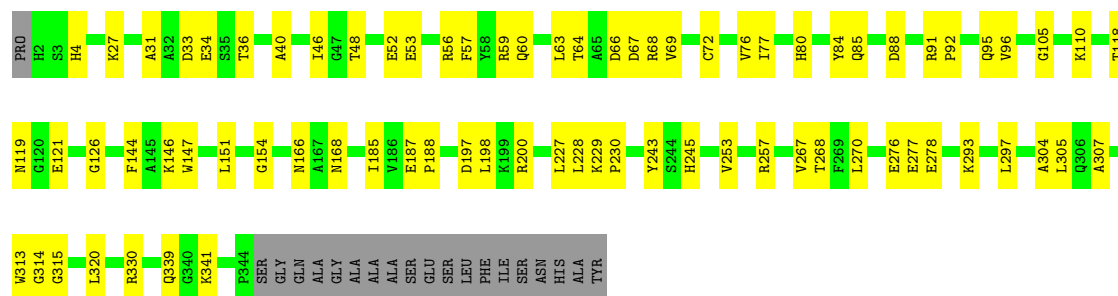 PRO H2 S3 H4 K27 A31 A32 D33 E34 S35 T36 A40 I46 G47 T48 E52 E53 R56 F57 Y58 R59 Q60 L63 T64 A65 D66 D67 R68 V69 C72 V76 I77 H80 Y84 Q85 D88 R91 P92 Q95 V96 G105 K110 T118
N119 G120 E121 G126 F144 A145 K146 W147 L151 G154 N166 A167 N168 I185 V186 E187 P188 D197 L198 K199 R200 L227 L228 K229 P230 Y243 S244 H245 V253 R257 V267 T268 F269 L270 E276 E277 E278 K293 L297 A304 L305 Q306 A307
W313 G314 G315 L320 R330 Q339 G340 K341 P344 SER GLY GLN ALA GLY ALA ALA ALA SER GLU SER LEU PHE ILE SER ASN HIS ALA TYR